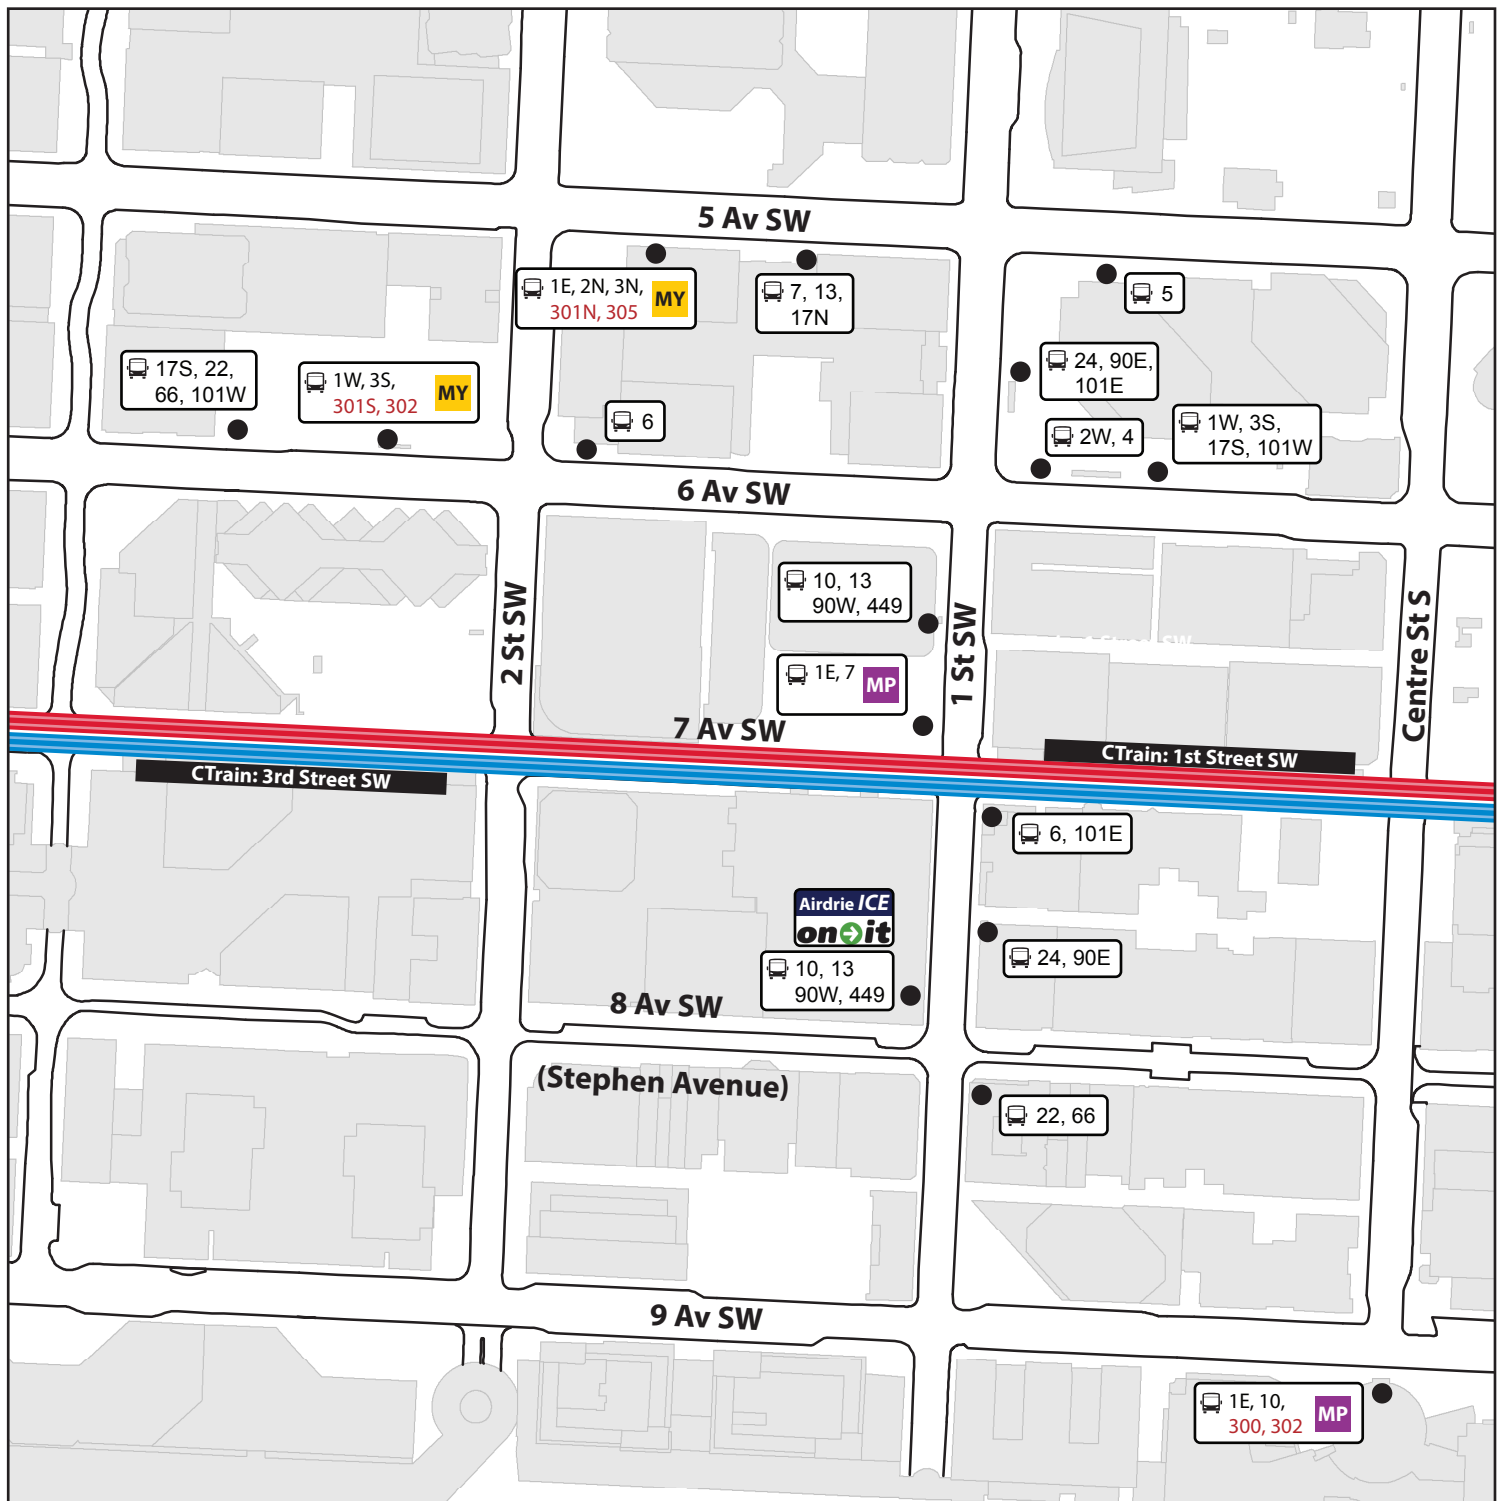 5 Av SW
1E, 2N, 3N,
301N, 305
MY
7, 13,
17N
5
17S, 22,
66, 101W
1W, 3S,
301S, 302
MY
6
24, 90E,
101E
2W, 4
1W, 3S,
17S, 101W
6 Av SW
10, 13
90W, 449
2 St SW
1 St SW
Centre St S
1E, 7
MP
7 Av SW
CTrain: 1st Street SW
CTrain: 3rd Street SW
6, 101E
Airdrie ICE
on it
24, 90E
10, 13
90W, 449
8 Av SW
(Stephen Avenue)
22, 66
9 Av SW
1E, 10,
300, 302
MP